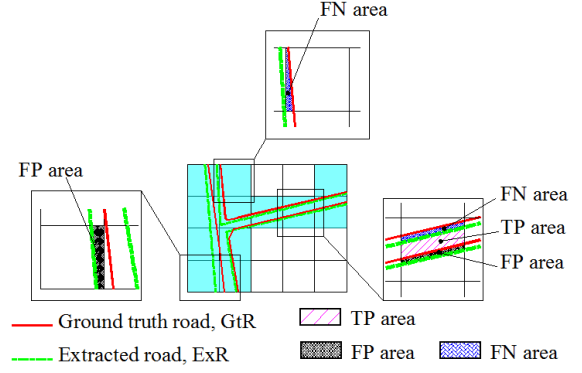 FN area
FP area
FN area
TP area
FP area
Ground truth road, GtR
TP area
Extracted road, ExR
FP area
FN area